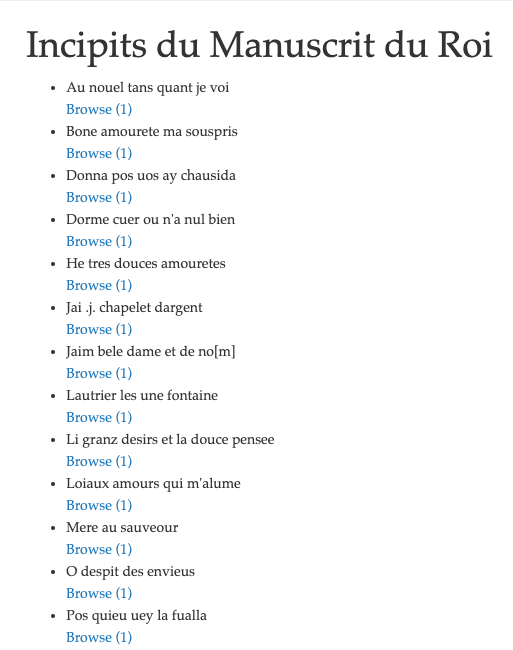 Incipits du Manuscrit du Roi
Au nouel tans quant je voi
Browse (1)
Bone amourete ma souspris
Browse (1)
Donna pos uos ay chausida
Browse (1)
Dorme cuer ou n'a nul bien
Browse (1)
He tres douces amouretes
Browse (1)
Jai .j. chapelet dargent
Browse (1)
Jaim bele dame et de no[m]
Browse (1)
Lautrier les une fontaine
Browse (1)
Li granz desirs et la douce pensee
Browse (1)
Loiaux amours qui m'alume
Browse (1)
Mere au sauveour
Browse (1)
O despit des envieus
Browse (1)
Pos quieu uey la fualla
Browse (1)